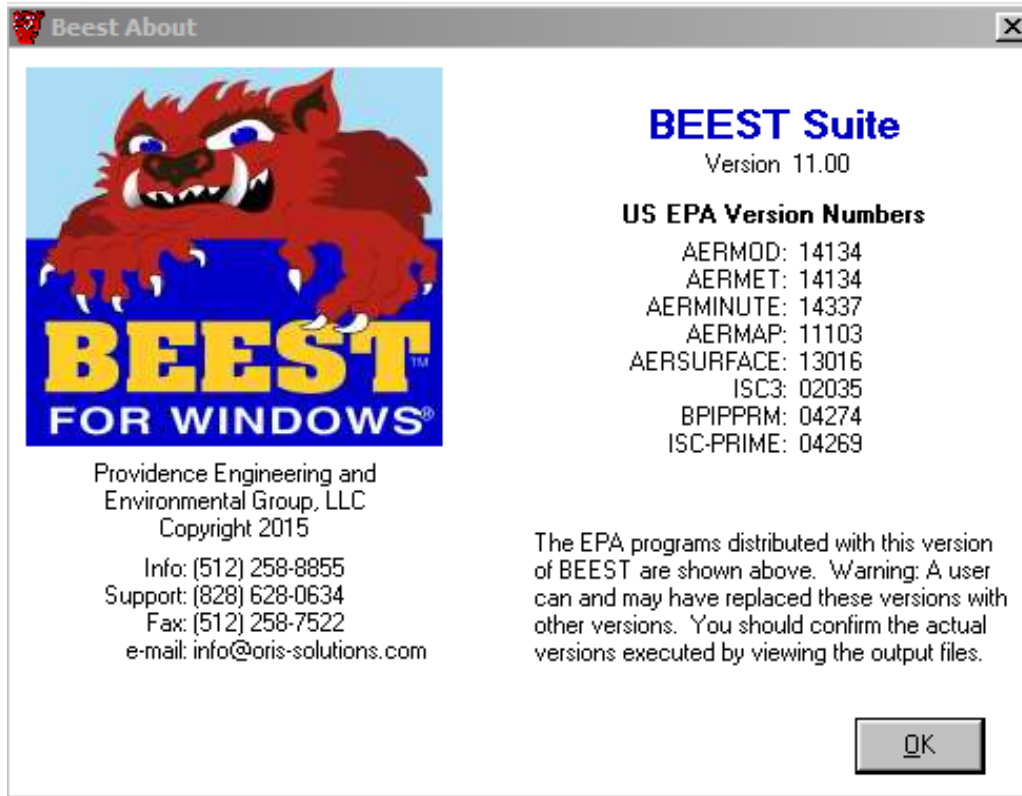 Beest About
BEEST™
FOR WINDOWS®
Providence Engineering and
Environmental Group, LLC
Copyright 2015
Info: (512) 258-8855
Support: (828) 628-0634
Fax: (512) 258-7522
e-mail: info@oris-solutions.com
BEEST Suite
Version 11.00
US EPA Version Numbers
AERMOD: 14134
AERMET: 14134
AERMINUTE: 14337
AERMAP: 11103
AERSURFACE: 13016
ISC3: 02035
BPIPPRM: 04274
ISC-PRIME: 04269
The EPA programs distributed with this version
of BEEST are shown above. Warning: A user
can and may have replaced these versions with
other versions. You should confirm the actual
versions executed by viewing the output files.
OK